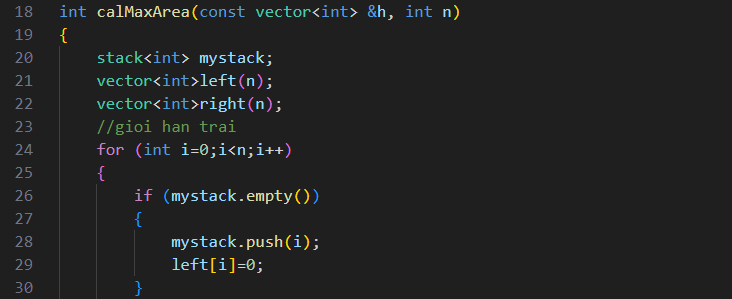 18 int calMaxArea(const vector<int> &h, int n)
19 {
20     stack<int> mystack;
21     vector<int>left(n);
22     vector<int>right(n);
23     //gioi han trai
24     for (int i=0;i<n;i++)
25     {
26         if (mystack.empty())
27         {
28             mystack.push(i);
29             left[i]=0;
30         }